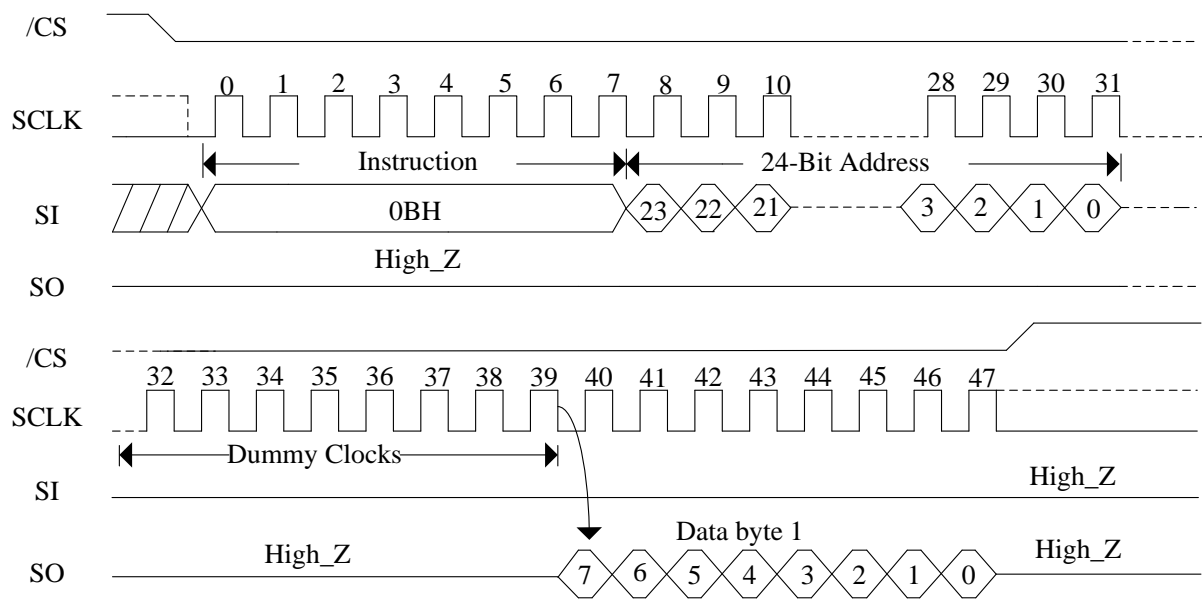 /CS
0 1 2 3 4 5 6 7 8 9 10 28 29 30 31
SCLK
Instruction 24-Bit Address
SI 0BH 23 22 21 3 2 1 0
High_Z
SO
/CS
32 33 34 35 36 37 38 39 40 41 42 43 44 45 46 47
SCLK
Dummy Clocks
SI High_Z
Data byte 1
SO High_Z 7 6 5 4 3 2 1 0 High_Z